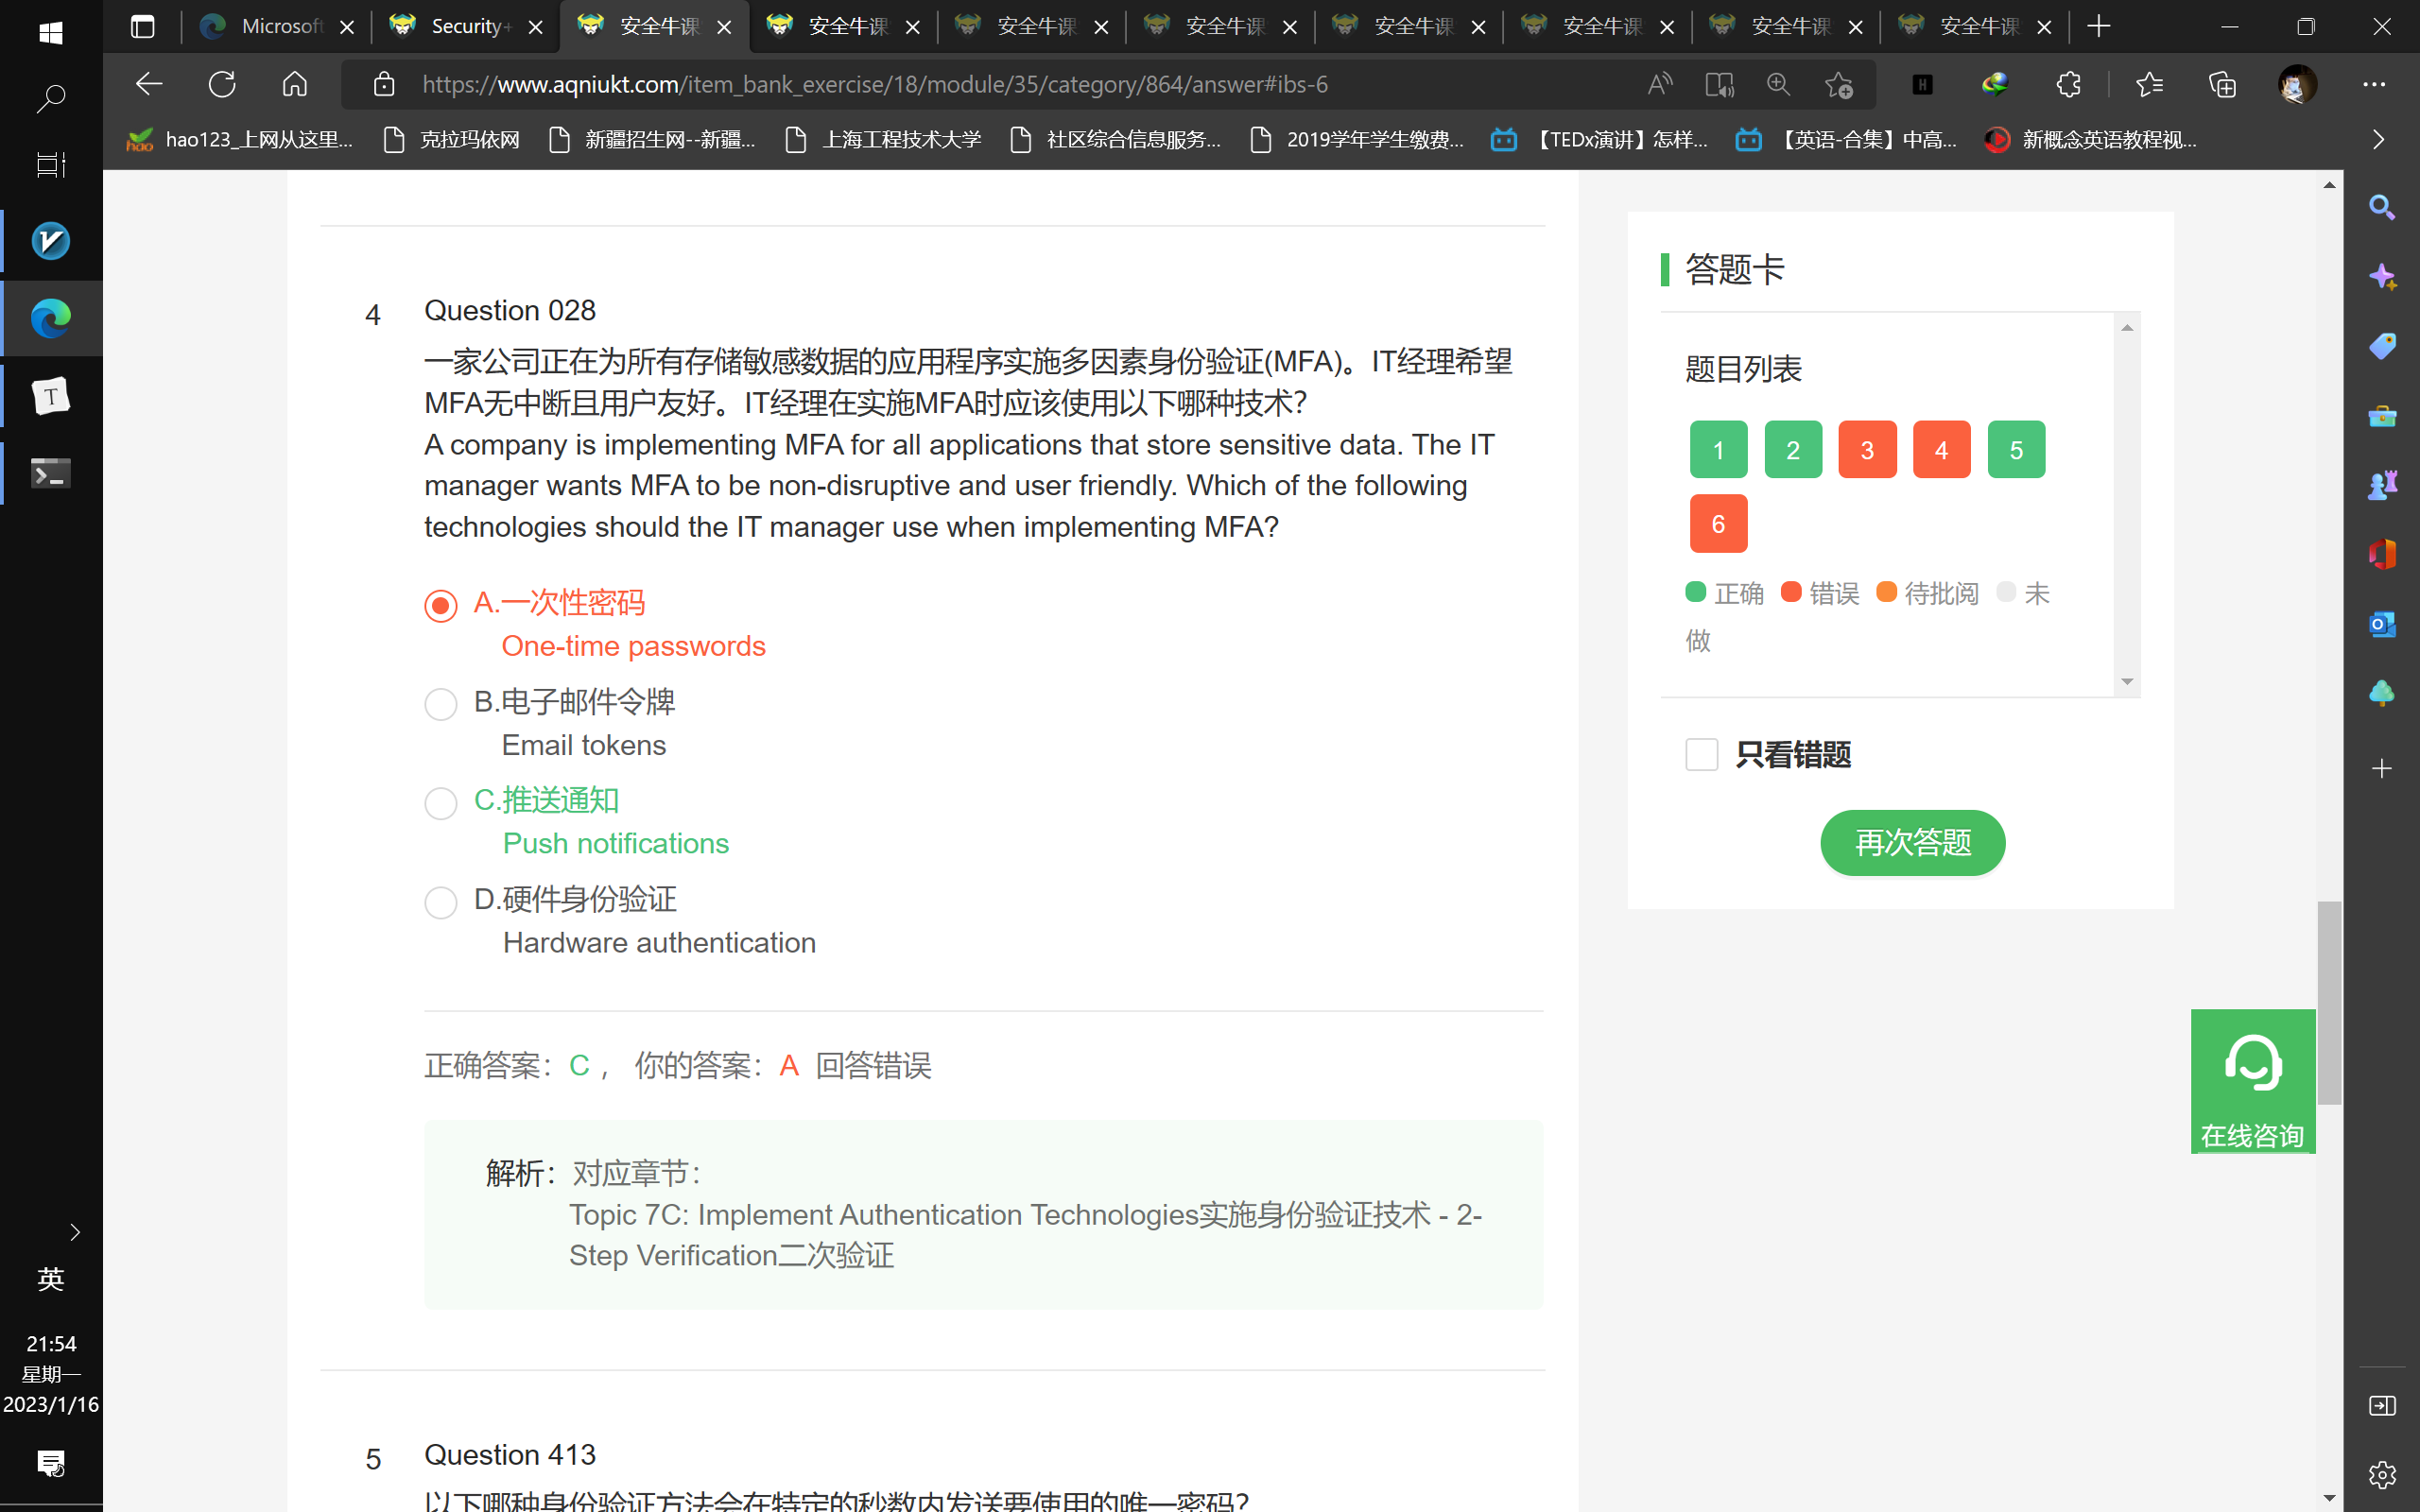 Microsoft
Security+
安全牛课
安全牛课
安全牛课
安全牛课
安全牛课
安全牛课
安全牛课
安全牛课
https://www.aqniukt.com/item_bank_exercise/18/module/35/category/864/answer#ibs-6
hao123_上网从这里...
克拉玛依网
新疆招生网--新疆...
上海工程技术大学
社区综合信息服务...
2019学年学生缴费...
【TEDx演讲】怎样...
【英语-合集】中高...
新概念英语教程视...
4
Question 028
一家公司正在为所有存储敏感数据的应用程序实施多因素身份验证(MFA)。IT经理希望
MFA无中断且用户友好。IT经理在实施MFA时应该使用以下哪种技术?
A company is implementing MFA for all applications that store sensitive data. The IT
manager wants MFA to be non-disruptive and user friendly. Which of the following
technologies should the IT manager use when implementing MFA?
A.一次性密码
One-time passwords
B.电子邮件令牌
Email tokens
C.推送通知
Push notifications
D.硬件身份验证
Hardware authentication
正确答案：C ， 你的答案：A 回答错误
解析：对应章节：
Topic 7C: Implement Authentication Technologies实施身份验证技术 - 2-
Step Verification二次验证
5
Question 413
以下哪种身份验证方法会在特定的秒数内发送要使用的唯一密码?
答题卡
题目列表
1 2 3 4 5
6
正确 错误 待批阅 未
做
只看错题
再次答题
在线咨询
英
21:54
星期一
2023/1/16